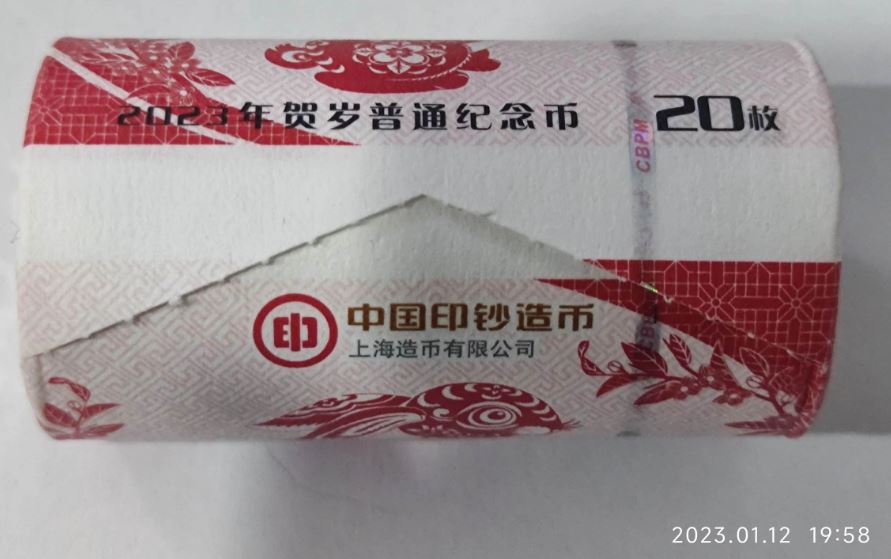 2023年贺岁普通纪念币 20枚
CBPM
中国印钞造币
上海造币有限公司
2023.01.12 19:58